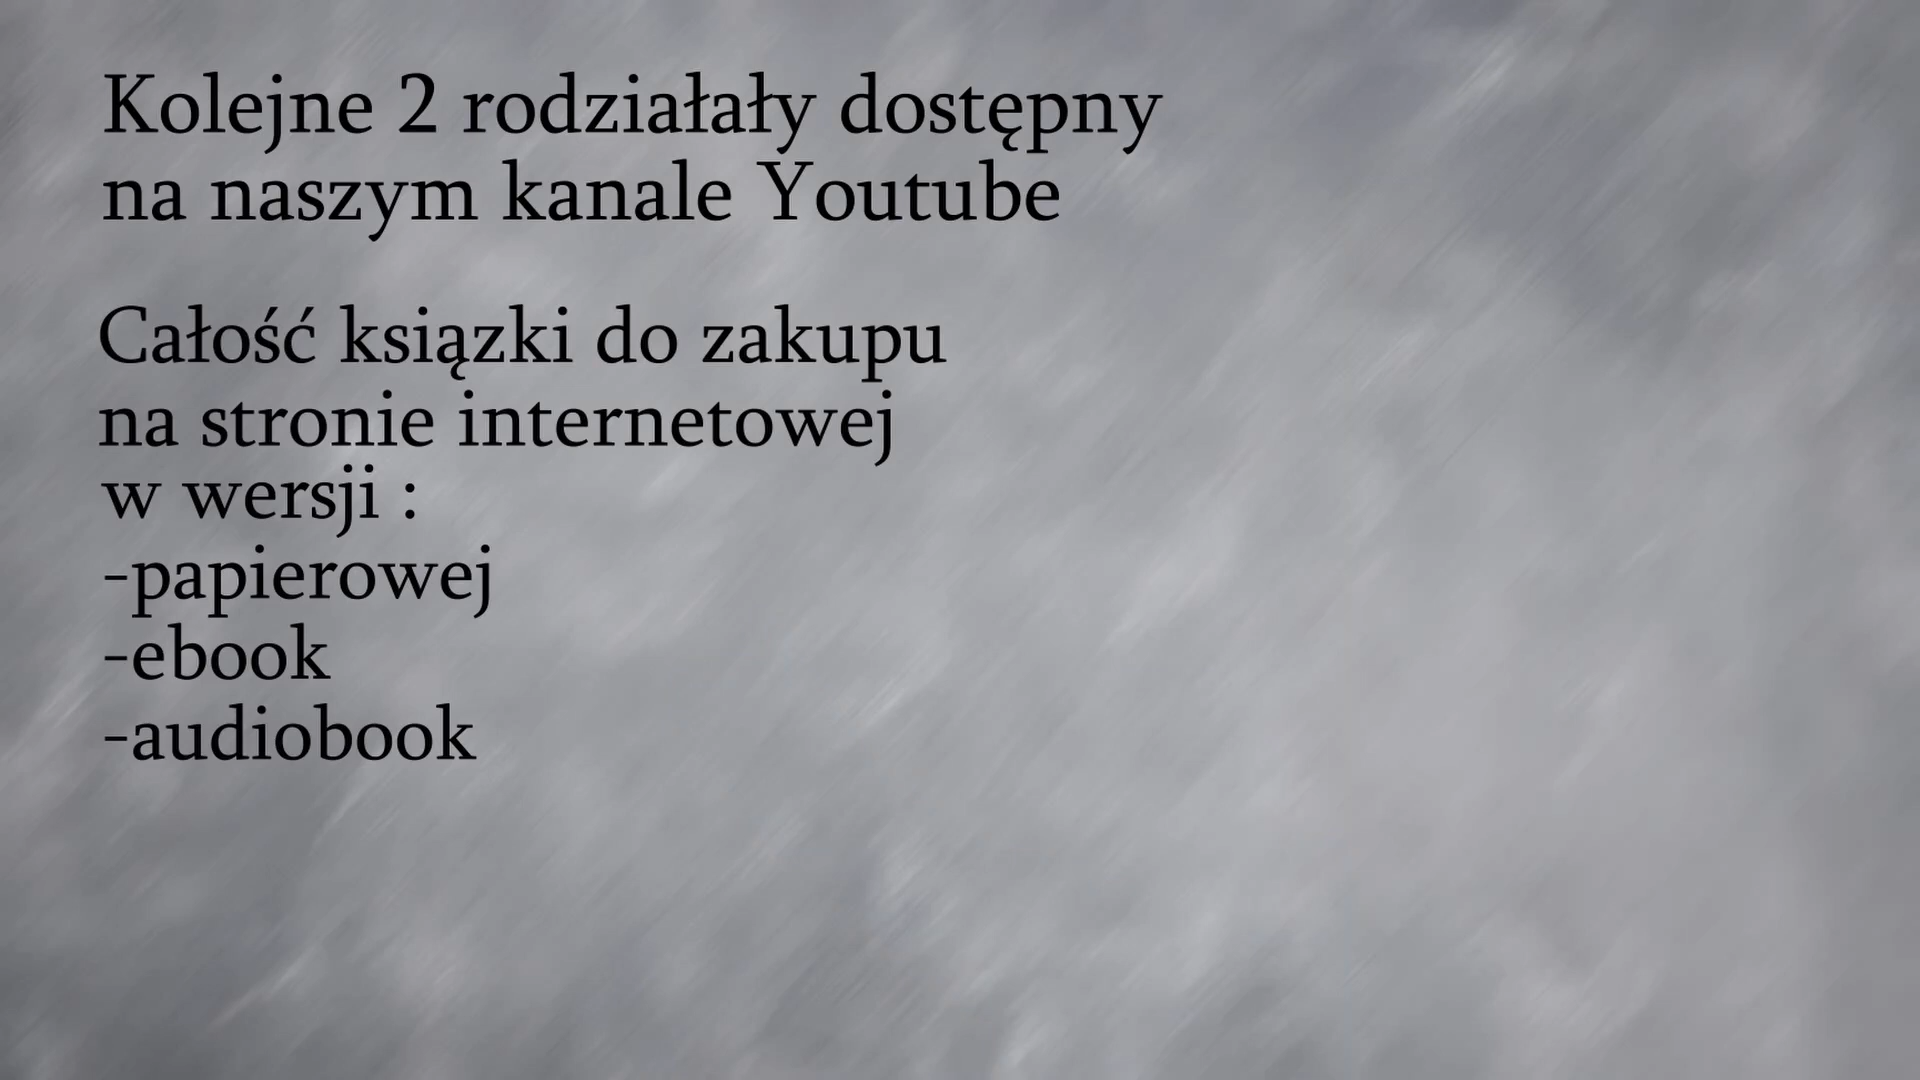 Kolejne 2 rodziałały dostępny
na naszym kanale Youtube
Całość ksiązki do zakupu
na stronie internetowej
w wersji :
-papierowej
-ebook
-audiobook